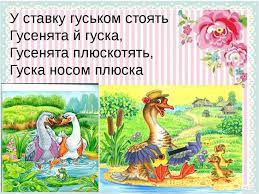 У ставку гуськом стоять
Гусенята й гуска,
Гусенята плюскотять,
Гуска носом плюска